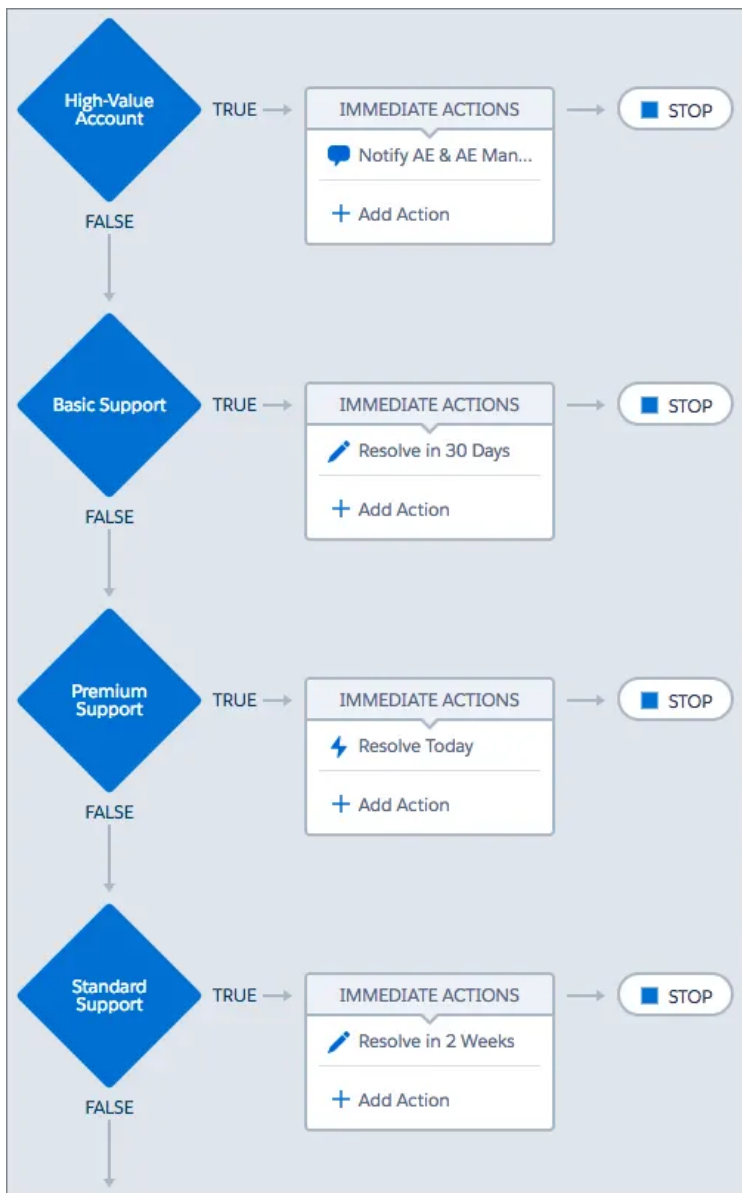 High-Value
Account
TRUE
IMMEDIATE ACTIONS
STOP
Notify AE & AE Man...
Add Action
FALSE
Basic Support
TRUE
IMMEDIATE ACTIONS
STOP
Resolve in 30 Days
Add Action
FALSE
Premium
Support
TRUE
IMMEDIATE ACTIONS
STOP
Resolve Today
Add Action
FALSE
Standard
Support
TRUE
IMMEDIATE ACTIONS
STOP
Resolve in 2 Weeks
Add Action
FALSE